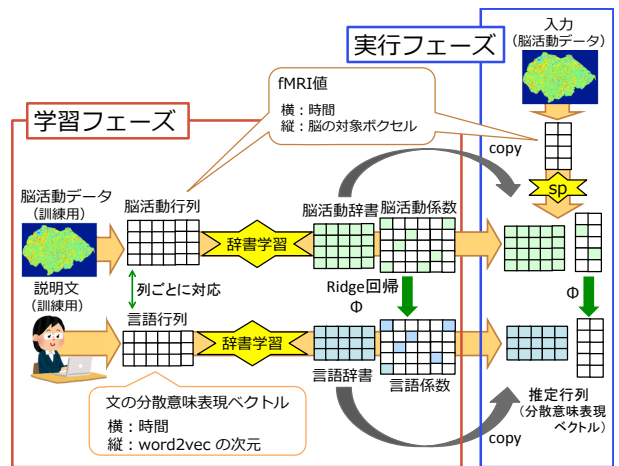 入力
(脳活動データ)
実行フェーズ
fMRI値
横：時間
縦：脳の対象ボクセル
学習フェーズ
copy
sp
脳活動データ
(訓練用)
脳活動行列
辞書学習
脳活動辞書
脳活動係数
説明文
(訓練用)
列ごとに対応
Ridge回帰
Φ
Φ
言語行列
辞書学習
言語辞書
言語係数
推定行列
(分散意味表現
ベクトル)
文の分散意味表現ベクトル
横：時間
縦：word2vec の次元
copy